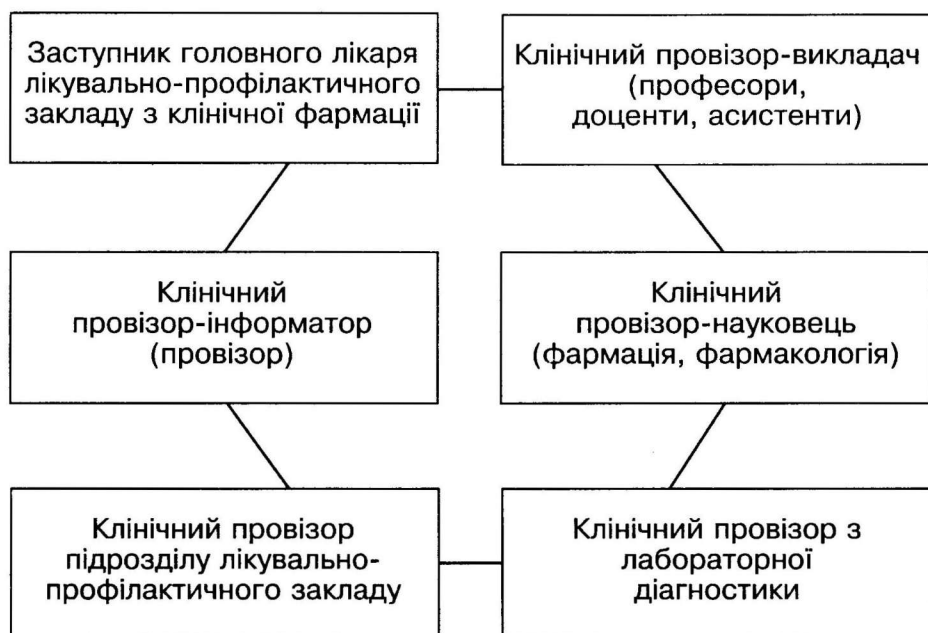 Заступник головного лікаря
лікувально-профілактичного
закладу з клінічної фармації
Клінічний провізор-викладач
(професори,
доценти, асистенти)
Клінічний
провізор-інформатор
(провізор)
Клінічний
провізор-науковець
(фармація, фармакологія)
Клінічний провізор
підрозділу лікувально-
профілактичного закладу
Клінічний провізор з
лабораторної
діагностики